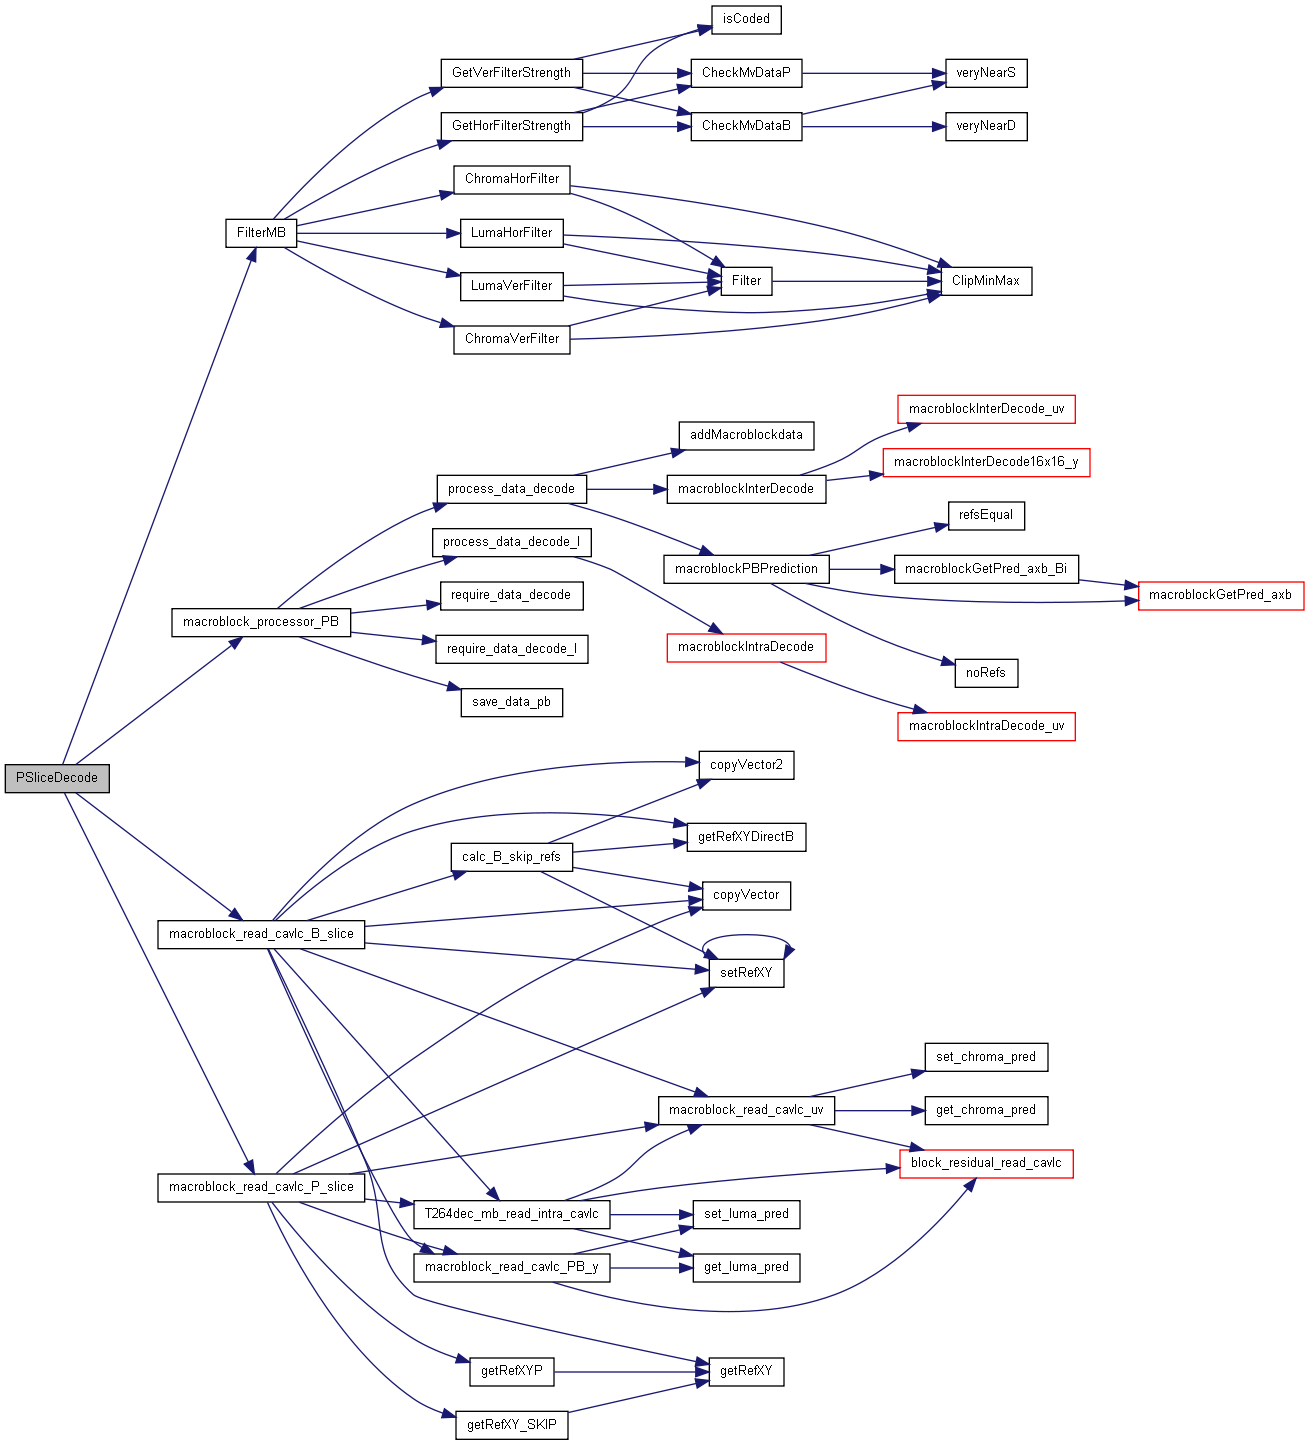 isCoded
GetVerFilterStrength
CheckMvDataP
veryNearS
GetHorFilterStrength
CheckMvDataB
veryNearD
ChromaHorFilter
FilterMB
LumaHorFilter
LumaVerFilter
Filter
ClipMinMax
ChromaVerFilter
macroblockInterDecode_uv
addMacroblockdata
macroblockInterDecode16x16_y
process_data_decode
macroblockInterDecode
refsEqual
process_data_decode_I
macroblockPBPrediction
macroblockGetPred_axb_Bi
require_data_decode
macroblockGetPred_axb
macroblock_processor_PB
require_data_decode_I
macroblockIntraDecode
noRefs
save_data_pb
macroblockIntraDecode_uv
PSliceDecode
copyVector2
getRefXYDirectB
calc_B_skip_refs
copyVector
macroblock_read_cavlc_B_slice
setRefXY
set_chroma_pred
macroblock_read_cavlc_uv
get_chroma_pred
block_residual_read_cavlc
macroblock_read_cavlc_P_slice
T264dec_mb_read_intra_cavlc
set_luma_pred
macroblock_read_cavlc_PB_y
get_luma_pred
getRefXYP
getRefXY
getRefXY_SKIP